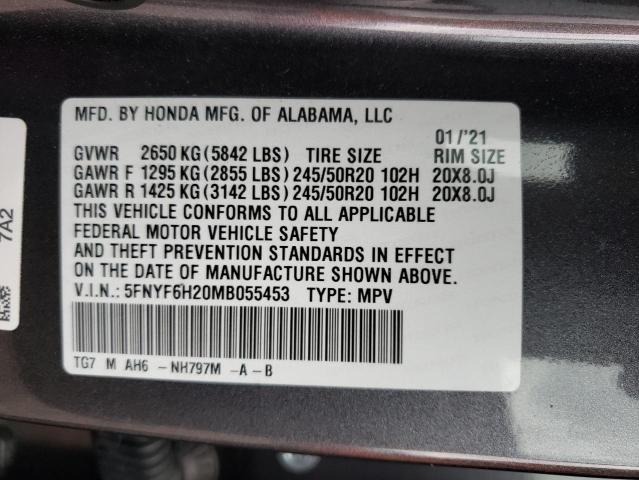 MFD. BY HONDA MFG. OF ALABAMA, LLC
01/'21
GVWR 2650 KG (5842 LBS) TIRE SIZE RIM SIZE
GAWR F 1295 KG (2855 LBS) 245/50R20 102H 20X8.0J
GAWR R 1425 KG (3142 LBS) 245/50R20 102H 20X8.0J
THIS VEHICLE CONFORMS TO ALL APPLICABLE
FEDERAL MOTOR VEHICLE SAFETY
AND THEFT PREVENTION STANDARDS IN EFFECT
ON THE DATE OF MANUFACTURE SHOWN ABOVE.
V.I.N.: 5FNYF6H20MB055453 TYPE: MPV
TG7 M AH6 -NH797M -A -B
7A2